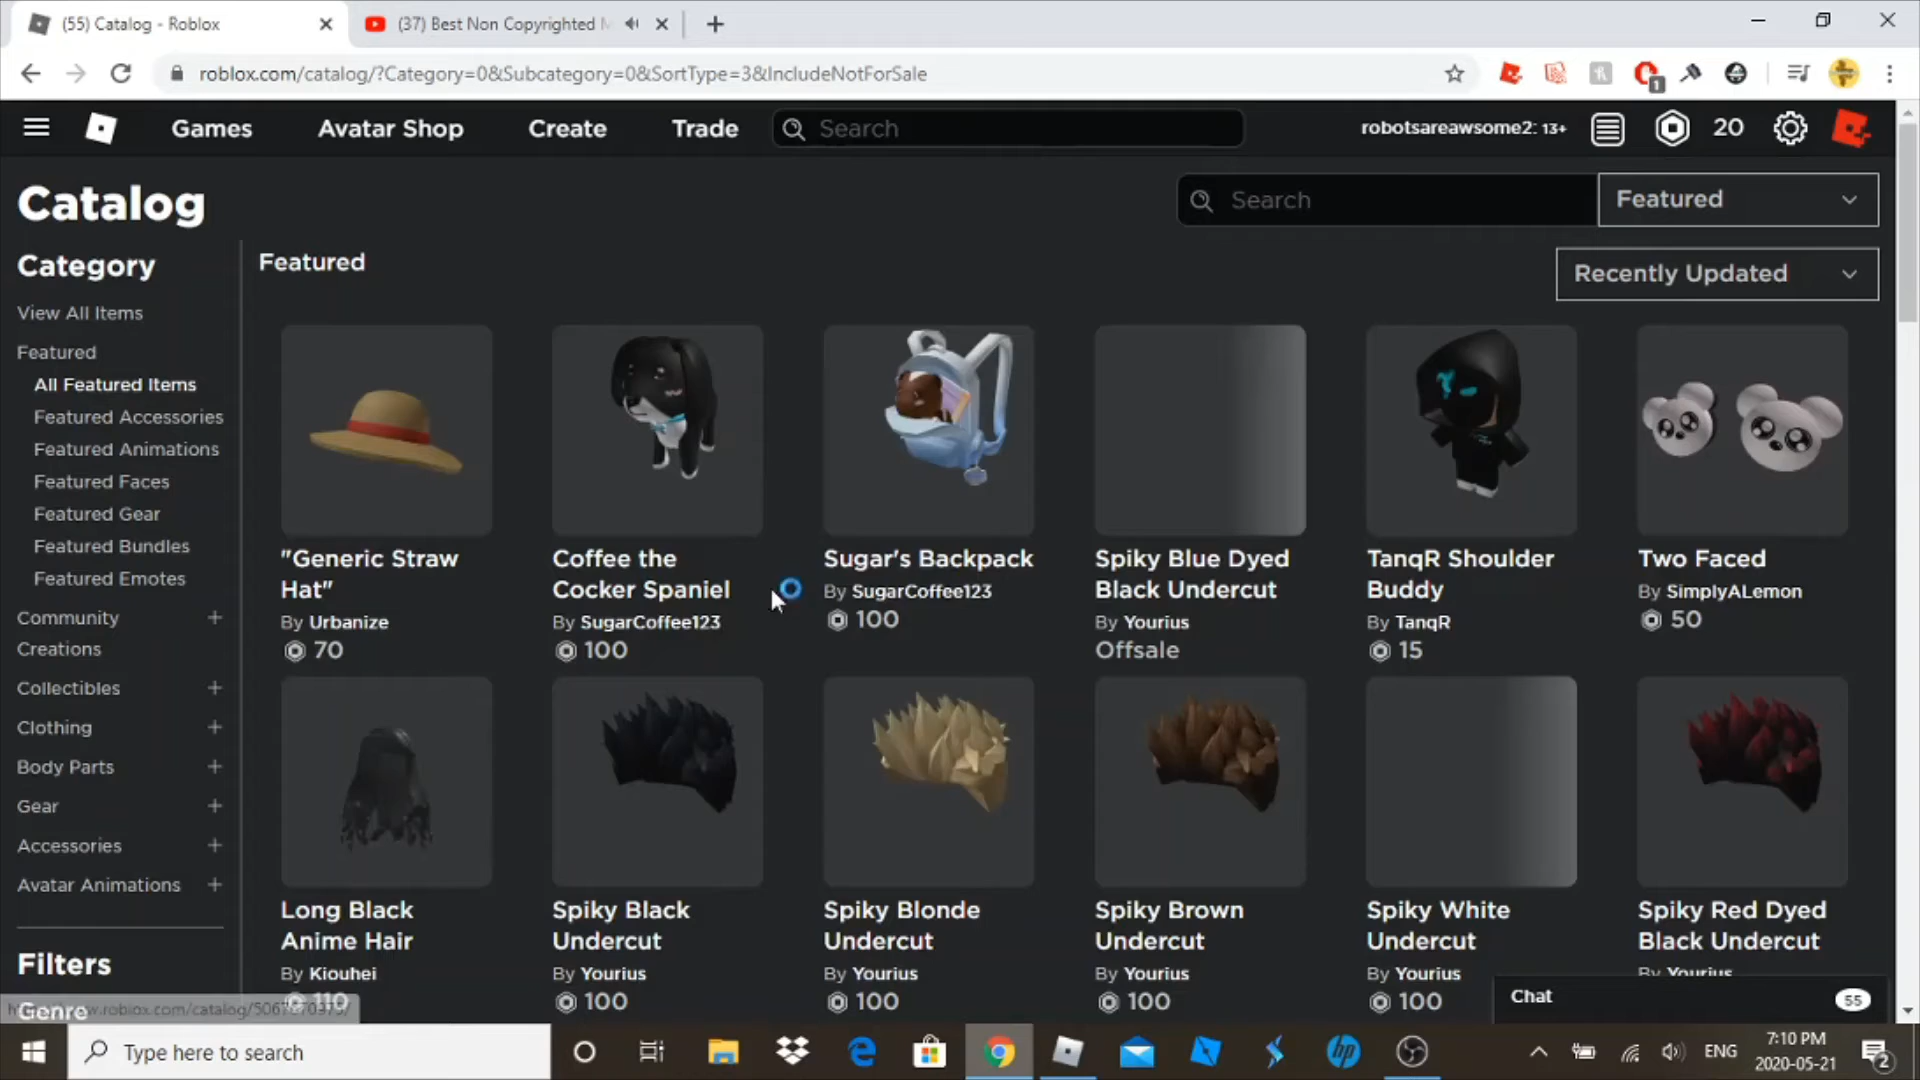 (55) Catalog - Roblox
(37) Best Non Copyrighted
roblox.com/catalog/?Category=0&Subcategory=0&SortType=3&IncludeNotForSale
1
Games
Avatar Shop
Create
Trade
Search
robotsareawsome2: 13+
20
Catalog
Search
Featured
Category
Featured
Recently Updated
View All Items
Featured
All Featured Items
Featured Accessories
Featured Animations
Featured Faces
Featured Gear
Featured Bundles
Featured Emotes
Community Creations
Collectibles
Clothing
Body Parts
Gear
Accessories
Avatar Animations
Filters
Genre
"Generic Straw
Hat"
By Urbanize
70
Coffee the
Cocker Spaniel
By SugarCoffee123
100
Sugar's Backpack
By SugarCoffee123
100
Spiky Blue Dyed
Black Undercut
By Yourius
Offsale
TanqR Shoulder
Buddy
By TanqR
15
Two Faced
By SimplyALemon
50
Long Black
Anime Hair
By Kiouhei
110
Spiky Black
Undercut
By Yourius
100
Spiky Blonde
Undercut
By Yourius
100
Spiky Brown
Undercut
By Yourius
100
Spiky White
Undercut
By Yourius
100
Spiky Red Dyed
Black Undercut
By Yourius
Chat
55
Type here to search
hp
ENG
7:10 PM
2020-05-21
2